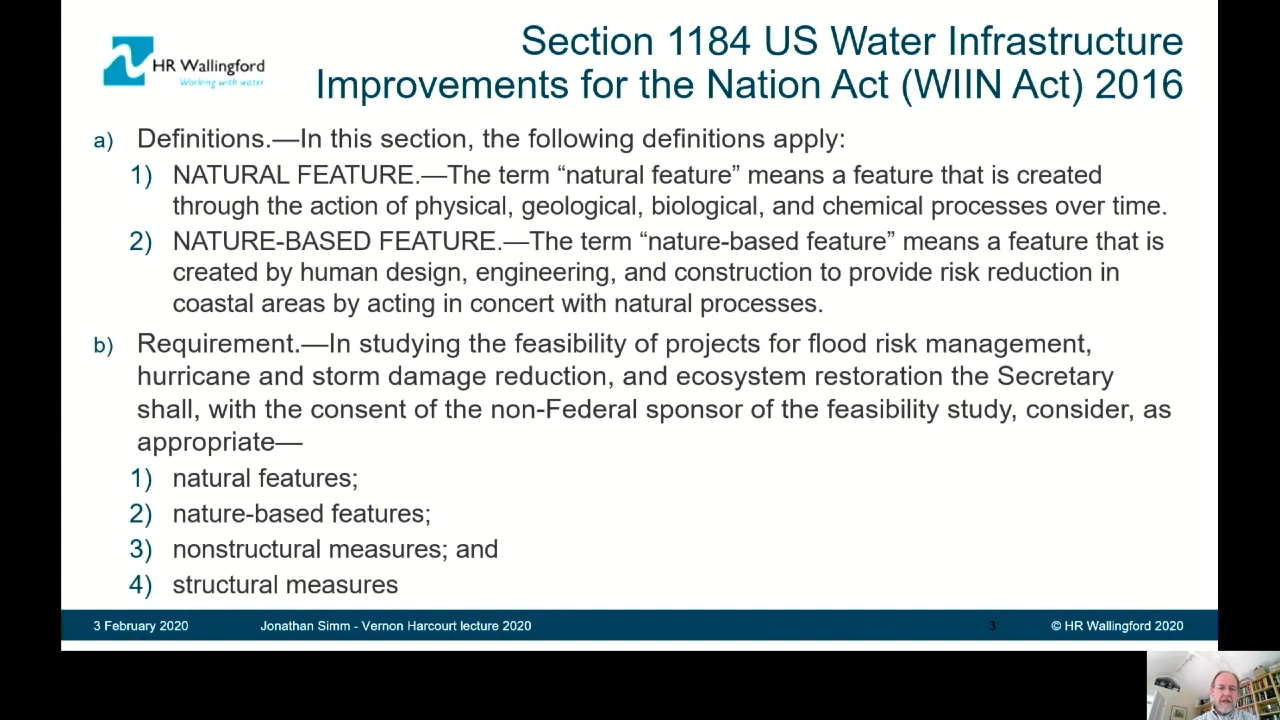 HR Wallingford
Working with water
Section 1184 US Water Infrastructure
Improvements for the Nation Act (WIIN Act) 2016
a) Definitions.—In this section, the following definitions apply:
1) NATURAL FEATURE.—The term “natural feature” means a feature that is created
through the action of physical, geological, biological, and chemical processes over time.
2) NATURE-BASED FEATURE.—The term “nature-based feature” means a feature that is
created by human design, engineering, and construction to provide risk reduction in
coastal areas by acting in concert with natural processes.
b) Requirement.—In studying the feasibility of projects for flood risk management,
hurricane and storm damage reduction, and ecosystem restoration the Secretary
shall, with the consent of the non-Federal sponsor of the feasibility study, consider, as
appropriate—
1) natural features;
2) nature-based features;
3) nonstructural measures; and
4) structural measures
3 February 2020 Jonathan Simm - Vernon Harcourt lecture 2020 3 © HR Wallingford 2020